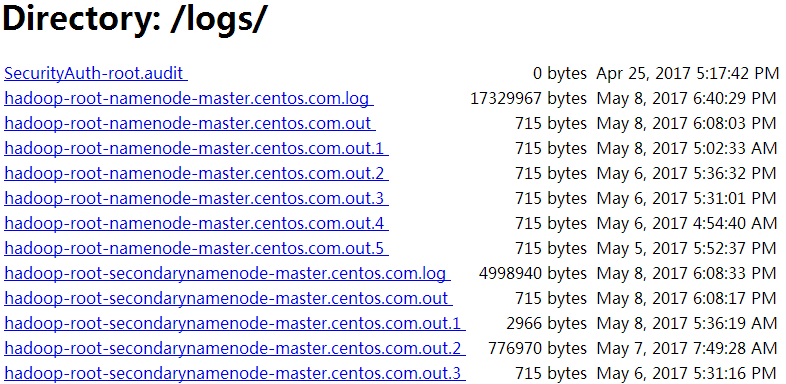 Directory: /logs/
SecurityAuth-root.audit 0 bytes Apr 25, 2017 5:17:42 PM
hadoop-root-namenode-master.centos.com.log 17329967 bytes May 8, 2017 6:40:29 PM
hadoop-root-namenode-master.centos.com.out 715 bytes May 8, 2017 6:08:03 PM
hadoop-root-namenode-master.centos.com.out.1 715 bytes May 8, 2017 5:02:33 AM
hadoop-root-namenode-master.centos.com.out.2 715 bytes May 6, 2017 5:36:32 PM
hadoop-root-namenode-master.centos.com.out.3 715 bytes May 6, 2017 5:31:01 PM
hadoop-root-namenode-master.centos.com.out.4 715 bytes May 6, 2017 4:54:40 AM
hadoop-root-namenode-master.centos.com.out.5 715 bytes May 5, 2017 5:52:37 PM
hadoop-root-secondarynamenode-master.centos.com.log 4998940 bytes May 8, 2017 6:08:33 PM
hadoop-root-secondarynamenode-master.centos.com.out 715 bytes May 8, 2017 6:08:17 PM
hadoop-root-secondarynamenode-master.centos.com.out.1 2966 bytes May 8, 2017 5:36:19 AM
hadoop-root-secondarynamenode-master.centos.com.out.2 776970 bytes May 7, 2017 7:49:28 AM
hadoop-root-secondarynamenode-master.centos.com.out.3 715 bytes May 6, 2017 5:31:16 PM